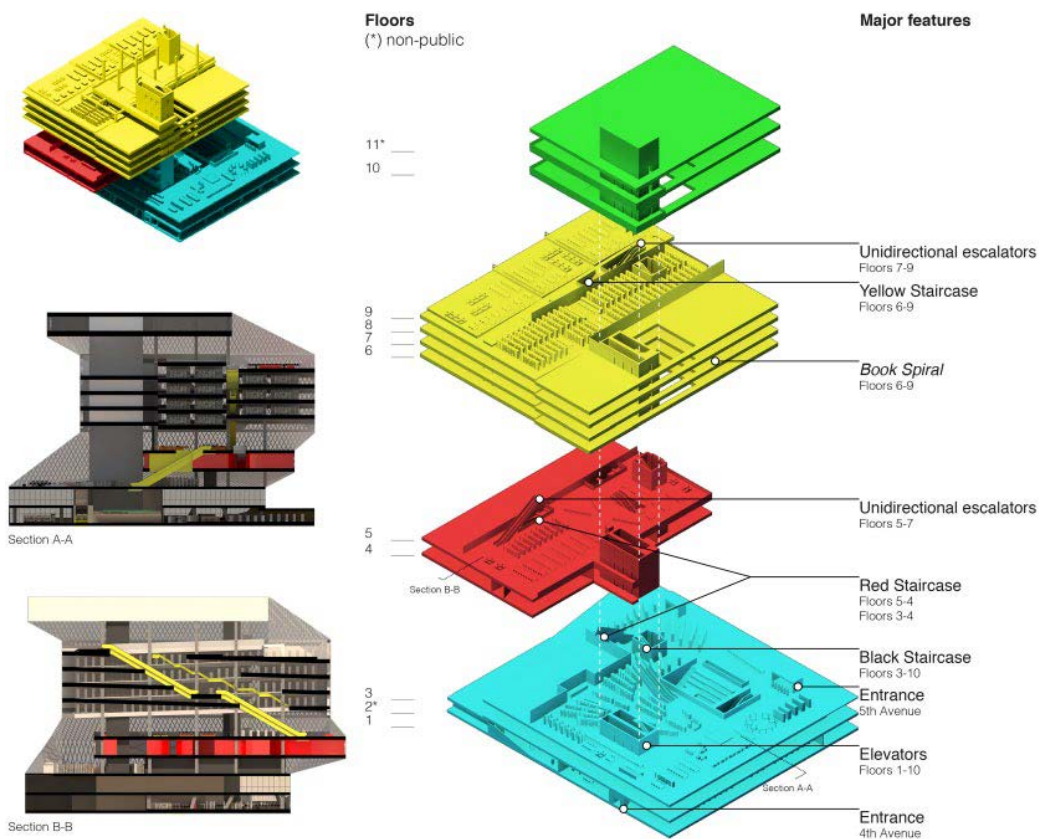 Floors
(*) non-public
Major features
11*
10
Unidirectional escalators
Floors 7-9
Yellow Staircase
Floors 6-9
9
8
7
6
Book Spiral
Floors 6-9
Section A-A
Unidirectional escalators
Floors 5-7
5
4
Section B-B
Red Staircase
Floors 5-4
Floors 3-4
Black Staircase
Floors 3-10
3
2*
1
Entrance
5th Avenue
Elevators
Floors 1-10
Section A-A
Entrance
4th Avenue
Section B-B